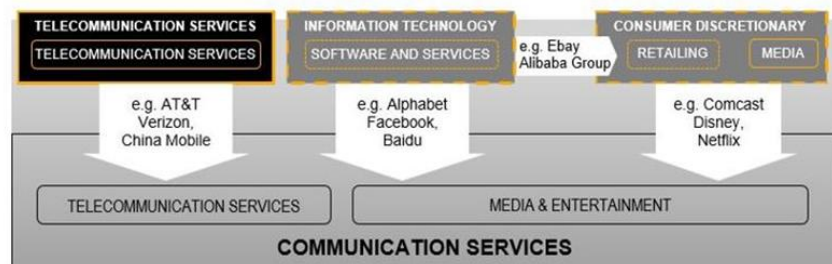 TELECOMMUNICATION SERVICES
TELECOMMUNICATION SERVICES
INFORMATION TECHNOLOGY
SOFTWARE AND SERVICES
e.g. Ebay
Alibaba Group
CONSUMER DISCRETIONARY
RETAILING
MEDIA
e.g. AT&T
Verizon,
China Mobile
e.g. Alphabet
Facebook,
Baidu
e.g. Comcast
Disney,
Netflix
TELECOMMUNICATION SERVICES
MEDIA & ENTERTAINMENT
COMMUNICATION SERVICES